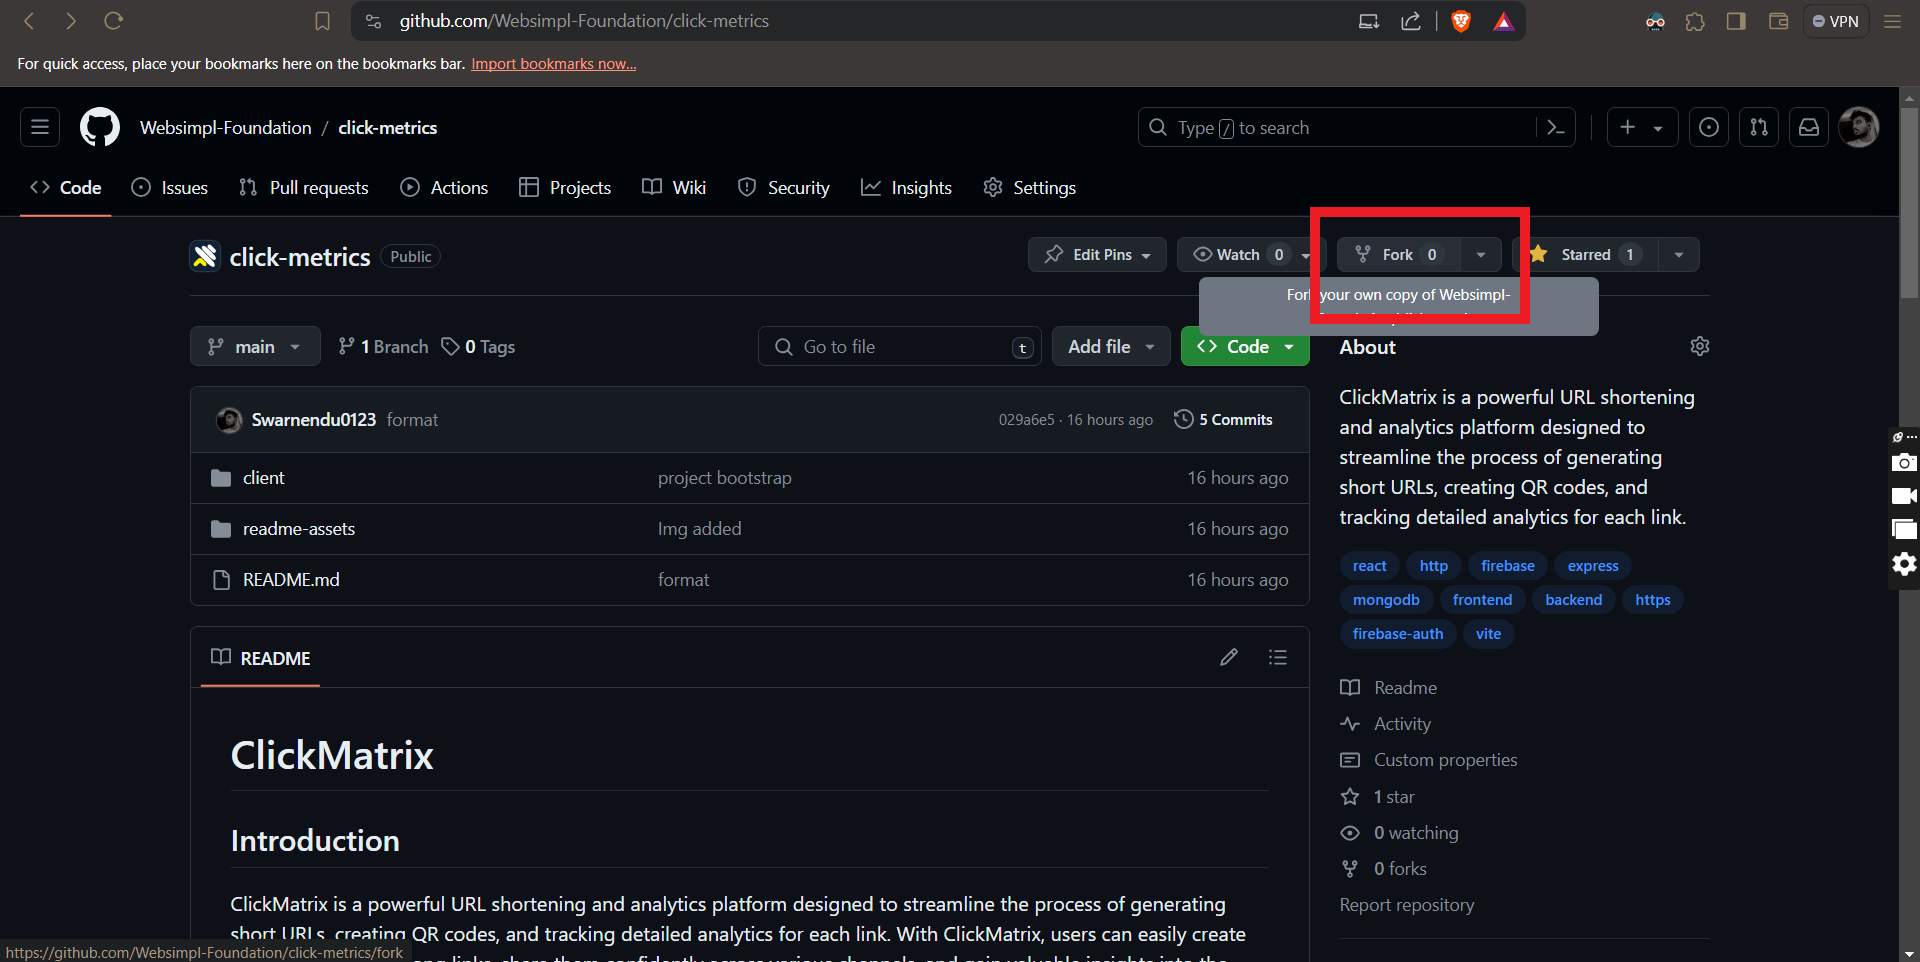 github.com/Websimpl-Foundation/click-metrics
VPN
For quick access, place your bookmarks here on the bookmarks bar. Import bookmarks now...
Websimpl-Foundation / click-metrics
Type / to search
Code Issues Pull requests Actions Projects Wiki Security Insights Settings
click-metrics Public
Edit Pins Watch 0 Fork 0 Starred 1
Fork your own copy of Websimpl-
main 1 Branch 0 Tags Go to file t Add file Code
Swarnendu0123 format 029a6e5 · 16 hours ago 5 Commits
client project bootstrap 16 hours ago
readme-assets Img added 16 hours ago
README.md format 16 hours ago
README
ClickMatrix
Introduction
ClickMatrix is a powerful URL shortening and analytics platform designed to streamline the process of generating
short URLs, creating QR codes, and tracking detailed analytics for each link. With ClickMatrix, users can easily create
About
ClickMatrix is a powerful URL shortening
and analytics platform designed to
streamline the process of generating
short URLs, creating QR codes, and
tracking detailed analytics for each link.
react http firebase express
mongodb frontend backend https
firebase-auth vite
Readme
Activity
Custom properties
1 star
0 watching
0 forks
Report repository
https://github.com/Websimpl-Foundation/click-metrics/fork